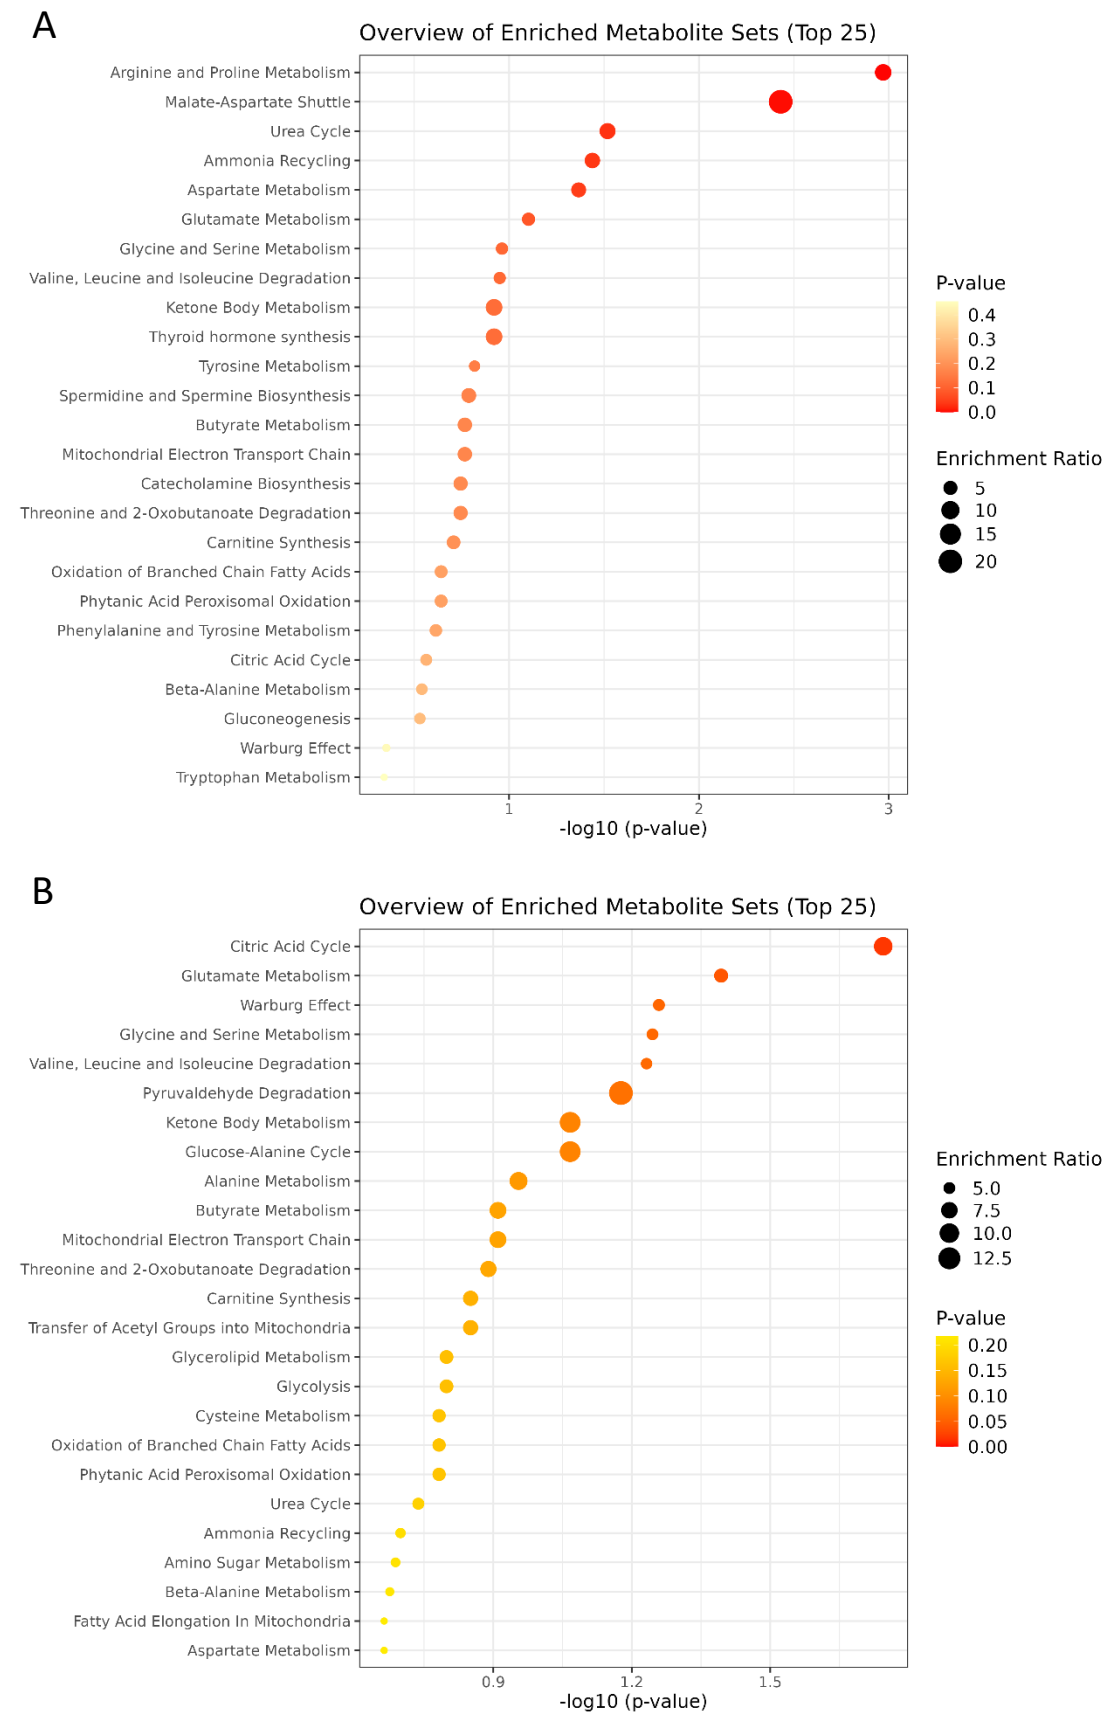 A
Overview of Enriched Metabolite Sets (Top 25)
Arginine and Proline Metabolism
Malate-Aspartate Shuttle
Urea Cycle
Ammonia Recycling
Aspartate Metabolism
Glutamate Metabolism
Glycine and Serine Metabolism
Valine, Leucine and Isoleucine Degradation
Ketone Body Metabolism
Thyroid hormone synthesis
Tyrosine Metabolism
Spermidine and Spermine Biosynthesis
Butyrate Metabolism
Mitochondrial Electron Transport Chain
Catecholamine Biosynthesis
Threonine and 2-Oxobutanoate Degradation
Carnitine Synthesis
Oxidation of Branched Chain Fatty Acids
Phytanic Acid Peroxisomal Oxidation
Phenylalanine and Tyrosine Metabolism
Citric Acid Cycle
Beta-Alanine Metabolism
Gluconeogenesis
Warburg Effect
Tryptophan Metabolism
1 2 3
-log10 (p-value)
P-value
0.4
0.3
0.2
0.1
0.0
Enrichment Ratio
5
10
15
20
B
Overview of Enriched Metabolite Sets (Top 25)
Citric Acid Cycle
Glutamate Metabolism
Warburg Effect
Glycine and Serine Metabolism
Valine, Leucine and Isoleucine Degradation
Pyruvaldehyde Degradation
Ketone Body Metabolism
Glucose-Alanine Cycle
Alanine Metabolism
Butyrate Metabolism
Mitochondrial Electron Transport Chain
Threonine and 2-Oxobutanoate Degradation
Carnitine Synthesis
Transfer of Acetyl Groups into Mitochondria
Glycerolipid Metabolism
Glycolysis
Cysteine Metabolism
Oxidation of Branched Chain Fatty Acids
Phytanic Acid Peroxisomal Oxidation
Urea Cycle
Ammonia Recycling
Amino Sugar Metabolism
Beta-Alanine Metabolism
Fatty Acid Elongation In Mitochondria
Aspartate Metabolism
0.9 1.2 1.5
-log10 (p-value)
Enrichment Ratio
5.0
7.5
10.0
12.5
P-value
0.20
0.15
0.10
0.05
0.00